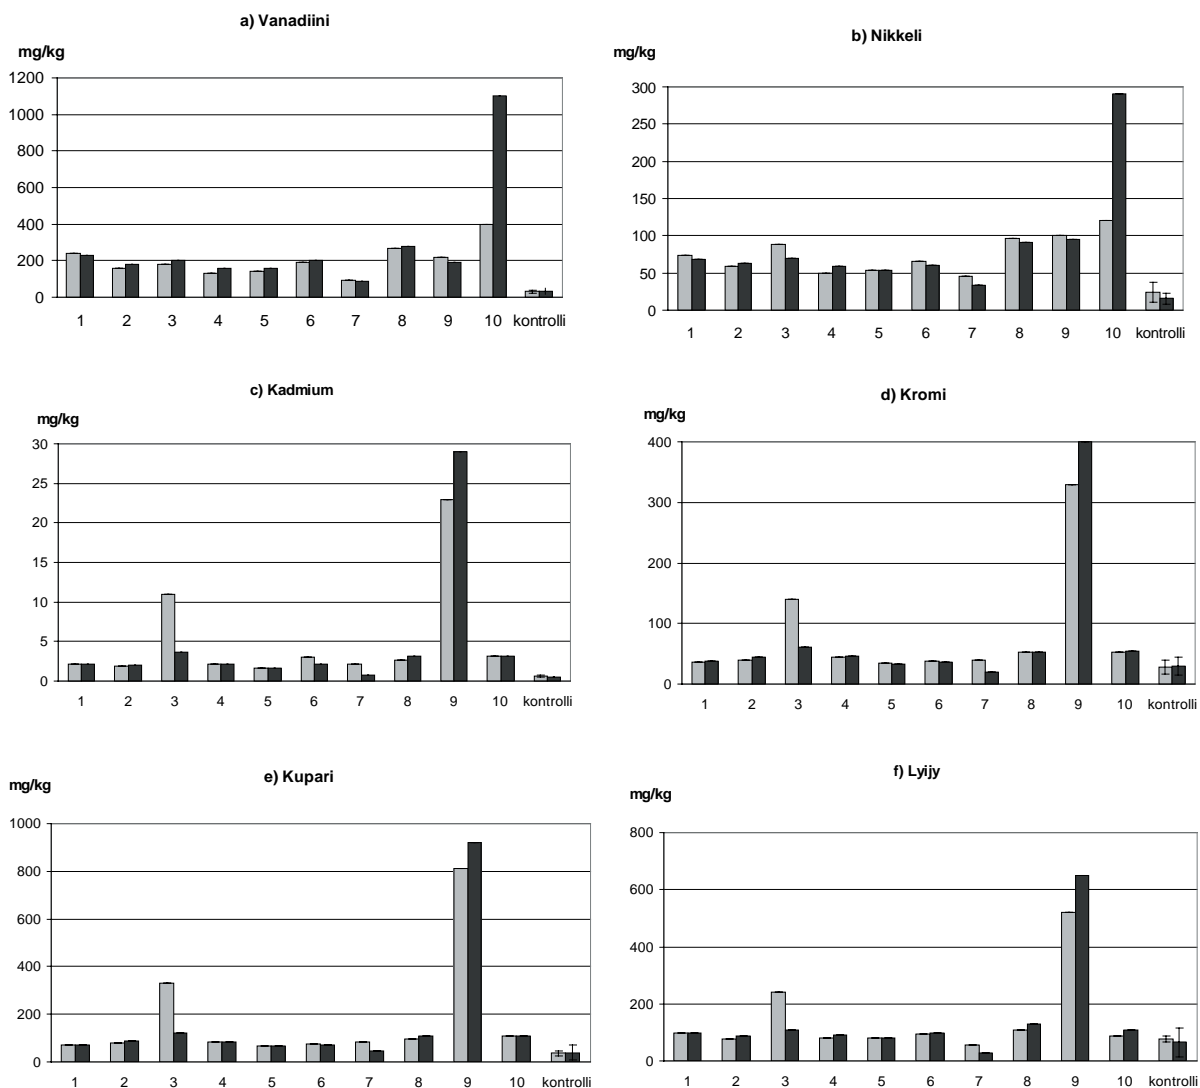 a) Vanadiini
mg/kg
1200
1000
800
600
400
200
0
1 2 3 4 5 6 7 8 9 10 kontrolli
b) Nikkeli
mg/kg
300
250
200
150
100
50
0
1 2 3 4 5 6 7 8 9 10 kontrolli
c) Kadmium
mg/kg
30
25
20
15
10
5
0
1 2 3 4 5 6 7 8 9 10 kontrolli
d) Kromi
mg/kg
400
300
200
100
0
1 2 3 4 5 6 7 8 9 10 kontrolli
e) Kupari
mg/kg
1000
800
600
400
200
0
1 2 3 4 5 6 7 8 9 10 kontrolli
f) Lyijy
mg/kg
800
600
400
200
0
1 2 3 4 5 6 7 8 9 10 kontrolli